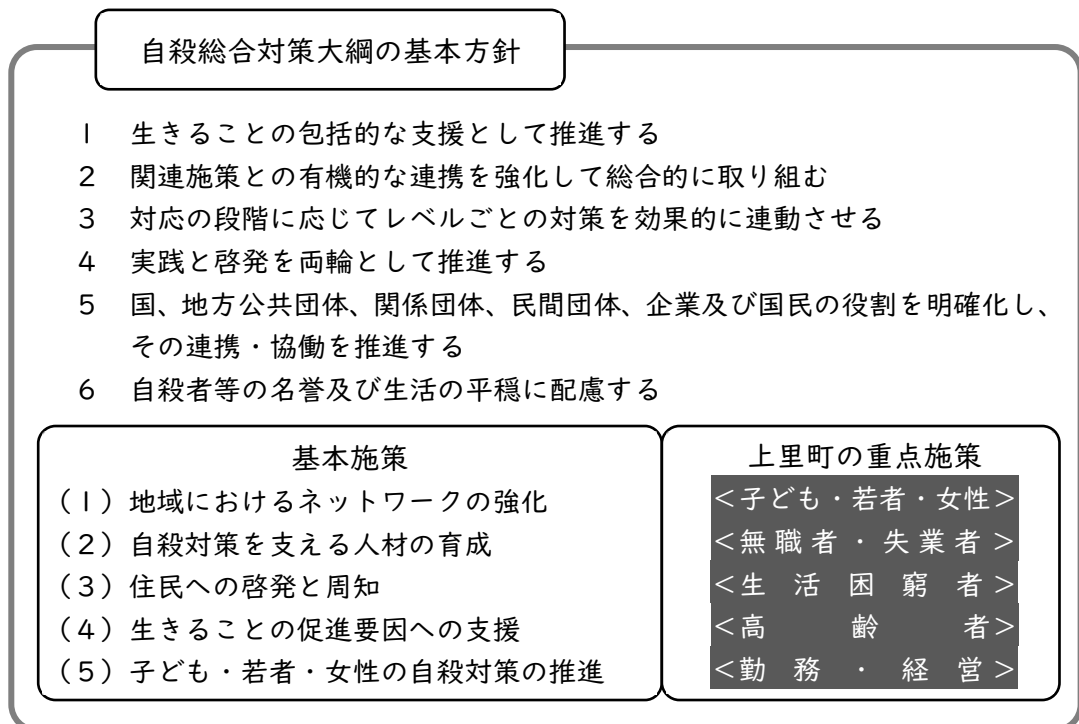 自殺総合対策大綱の基本方針
1 生きることの包括的な支援として推進する
2 関連施策との有機的な連携を強化して総合的に取り組む
3 対応の段階に応じてレベルごとの対策を効果的に連動させる
4 実践と啓発を両輪として推進する
5 国、地方公共団体、関係団体、民間団体、企業及び国民の役割を明確化し、
その連携・協働を推進する
6 自殺者等の名誉及び生活の平穏に配慮する
基本施策
(1)地域におけるネットワークの強化
(2)自殺対策を支える人材の育成
(3)住民への啓発と周知
(4)生きることの促進要因への支援
(5)子ども・若者・女性の自殺対策の推進
上里町の重点施策
<子ども・若者・女性>
<無職者・失業者>
<生活困窮者>
<高齢者>
<勤務・経営>